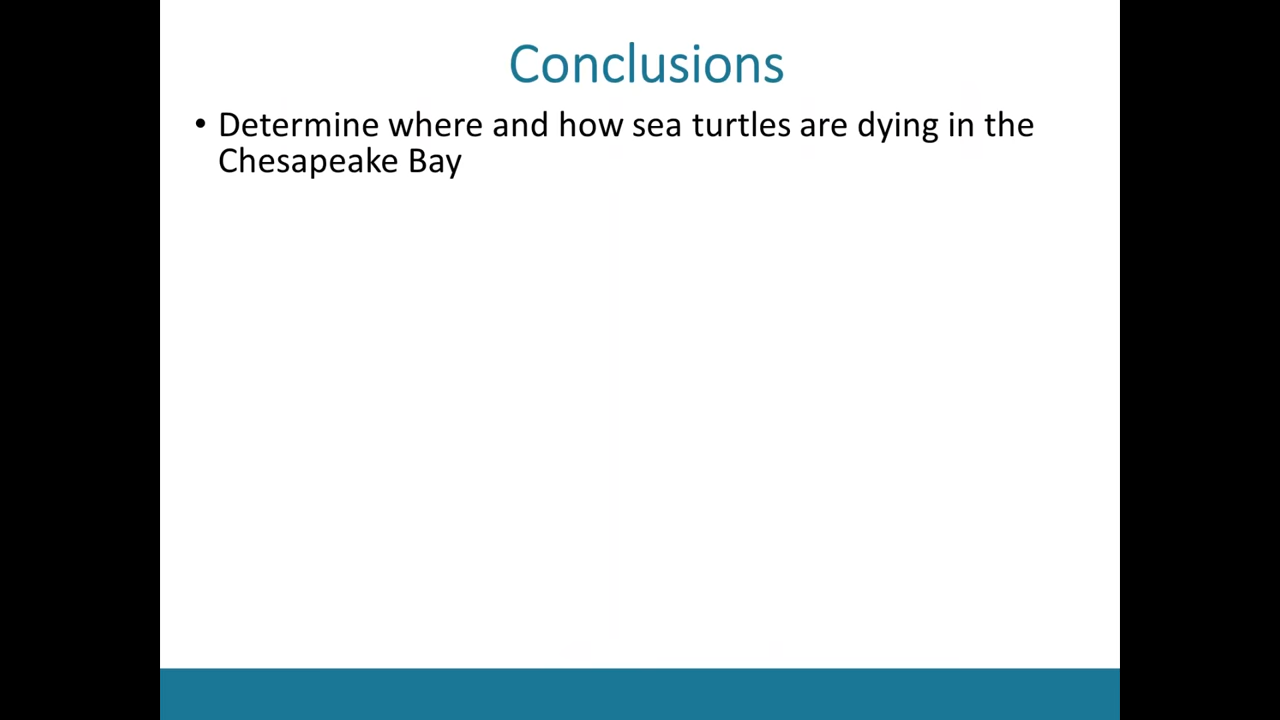 Conclusions
• Determine where and how sea turtles are dying in the
Chesapeake Bay